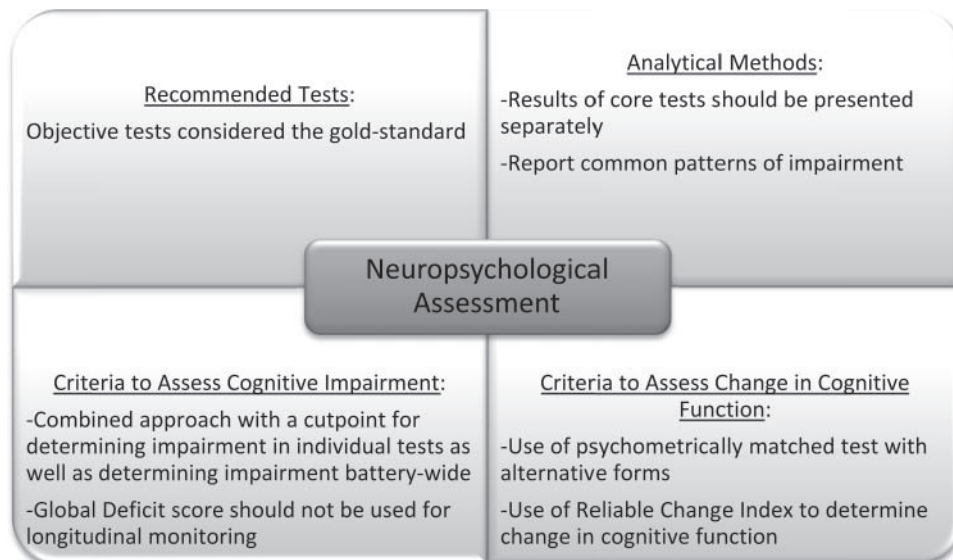 Recommended Tests:
Objective tests considered the gold-standard
Analytical Methods:
-Results of core tests should be presented
separately
-Report common patterns of impairment
Neuropsychological
Assessment
Criteria to Assess Cognitive Impairment:
-Combined approach with a cutpoint for
determining impairment in individual tests as
well as determining impairment battery-wide
-Global Deficit score should not be used for
longitudinal monitoring
Criteria to Assess Change in Cognitive
Function:
-Use of psychometrically matched test with
alternative forms
-Use of Reliable Change Index to determine
change in cognitive function